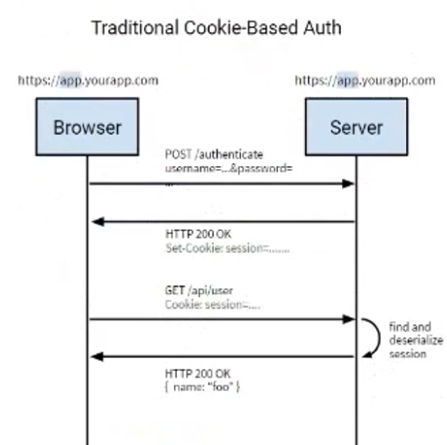 Traditional Cookie-Based Auth
https://app.yourapp.com
https://app.yourapp.com
Browser
Server
POST /authenticate
username=...&password=
...
HTTP 200 OK
Set-Cookie: session=.......
GET /api/user
Cookie: session=.....
find and
deserialize
session
HTTP 200 OK
{ name: "foo" }